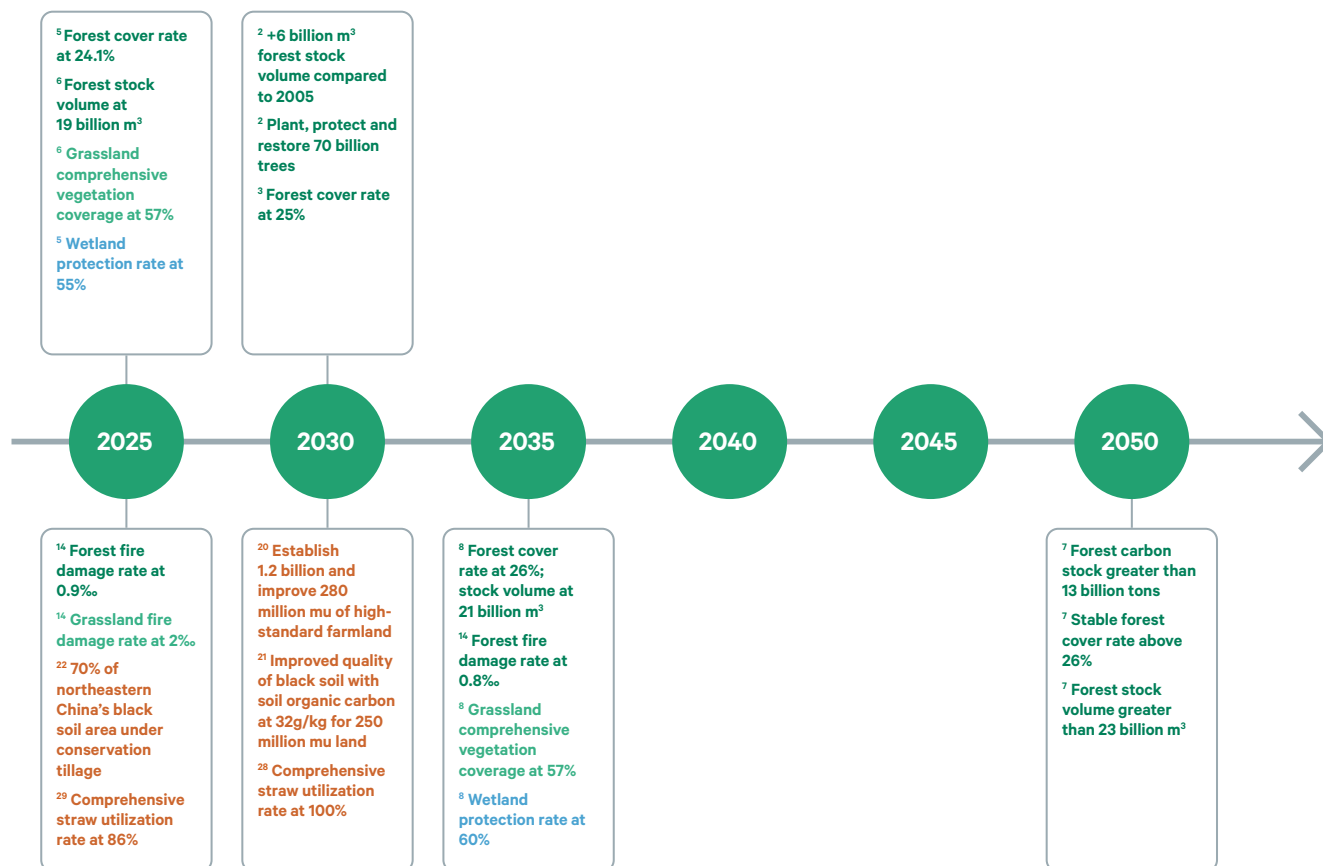 ⁵ Forest cover rate
at 24.1%
⁶ Forest stock
volume at
19 billion m³
⁶ Grassland
comprehensive
vegetation
coverage at 57%
⁵ Wetland
protection rate at
55%
² +6 billion m³
forest stock
volume compared
to 2005
² Plant, protect and
restore 70 billion
trees
³ Forest cover rate
at 25%
2025
2030
2035
2040
2045
2050
¹⁴ Forest fire
damage rate at
0.9‰
¹⁴ Grassland fire
damage rate at 2‰
²² 70% of
northeastern
China’s black
soil area under
conservation
tillage
²⁹ Comprehensive
straw utilization
rate at 86%
²⁰ Establish
1.2 billion and
improve 280
million mu of high-
standard farmland
²¹ Improved quality
of black soil with
soil organic carbon
at 32g/kg for 250
million mu land
²⁸ Comprehensive
straw utilization
rate at 100%
⁸ Forest cover
rate at 26%;
stock volume at
21 billion m³
¹⁴ Forest fire
damage rate at
0.8‰
⁸ Grassland
comprehensive
vegetation
coverage at 57%
⁸ Wetland
protection rate at
60%
⁷ Forest carbon
stock greater than
13 billion tons
⁷ Stable forest
cover rate above
26%
⁷ Forest stock
volume greater
than 23 billion m³